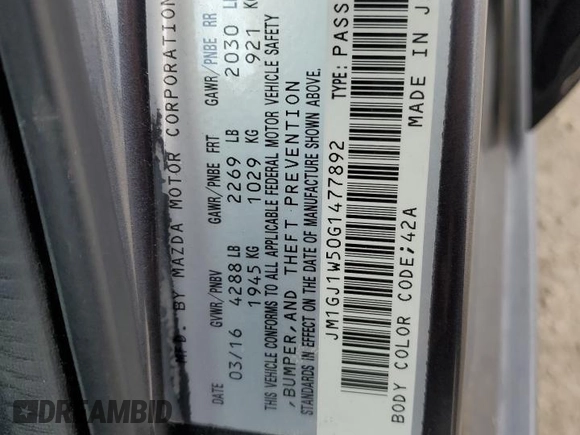 MFD. BY MAZDA MOTOR CORPORATION
DATE GVWR/PNBV GAWR/PNBE FRT GAWR/PNBE RR
03/16 4288 LB 2269 LB 2030 L
1945 KG 1029 KG 921 K
THIS VEHICLE CONFORMS TO ALL APPLICABLE FEDERAL MOTOR VEHICLE SAFETY
,BUMPER,AND THEFT PREVENTION
STANDARDS IN EFFECT ON THE DATE OF MANUFACTURE SHOWN ABOVE.
JM1GJ1W50G1477892 TYPE: PASS
BODY COLOR CODE;42A MADE IN J
DREAMBID